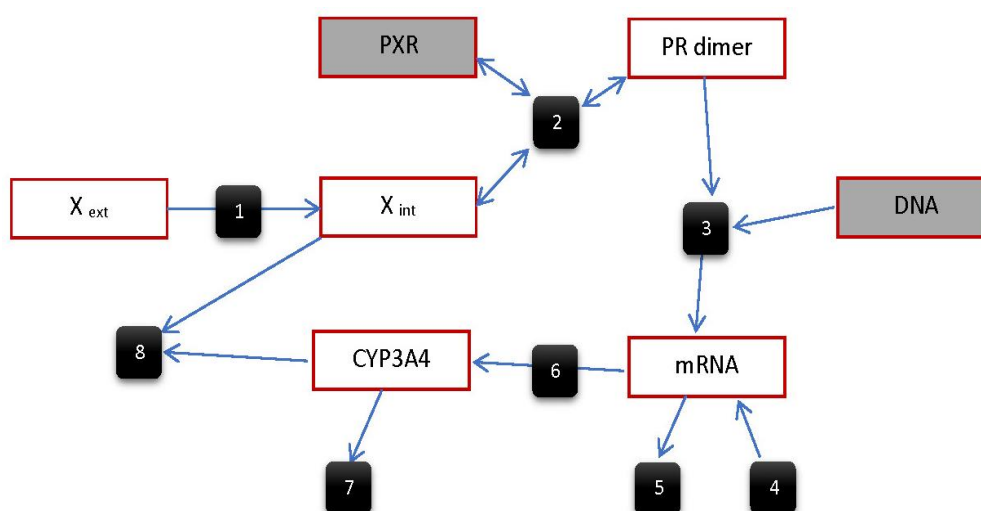 PXR
PR dimer
2
X ext
1
X int
3
DNA
8
CYP3A4
6
mRNA
7
5
4